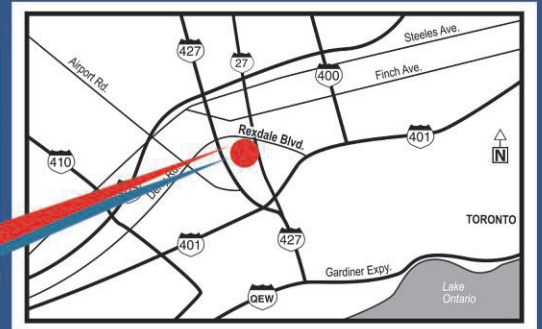 Steeles Ave.
427
27
400
Finch Ave.
Airport Rd.
Rexdale Blvd.
401
410
N
TORONTO
401
427
Gardiner Expy.
QEW
Lake
Ontario